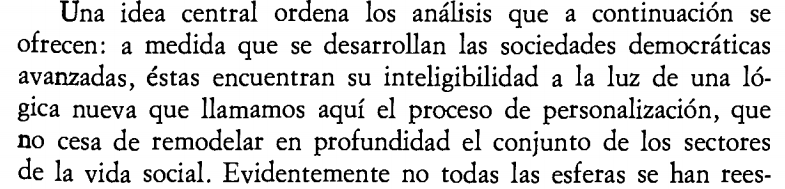 Una idea central ordena los análisis que a continuación se
ofrecen: a medida que se desarrollan las sociedades democráticas
avanzadas, éstas encuentran su inteligibilidad a la luz de una ló-
gica nueva que llamamos aquí el proceso de personalización, que
no cesa de remodelar en profundidad el conjunto de los sectores
de la vida social. Evidentemente no todas las esferas se han rees-